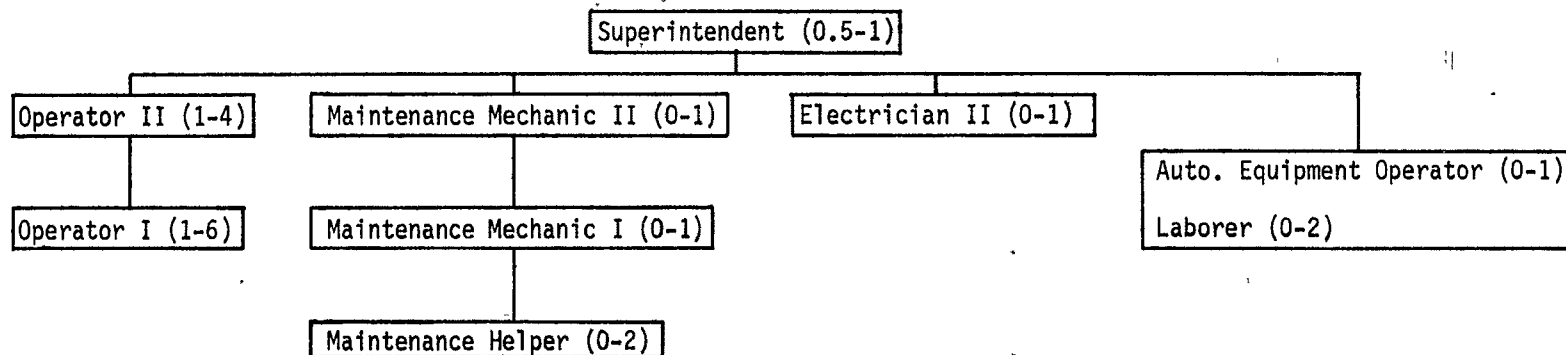 Superintendent (0.5-1)
Operator II (1-4)
Maintenance Mechanic II (0-1)
Electrician II (0-1)
Auto. Equipment Operator (0-1)
Laborer (0-2)
Operator I (1-6)
Maintenance Mechanic I (0-1)
Maintenance Helper (0-2)